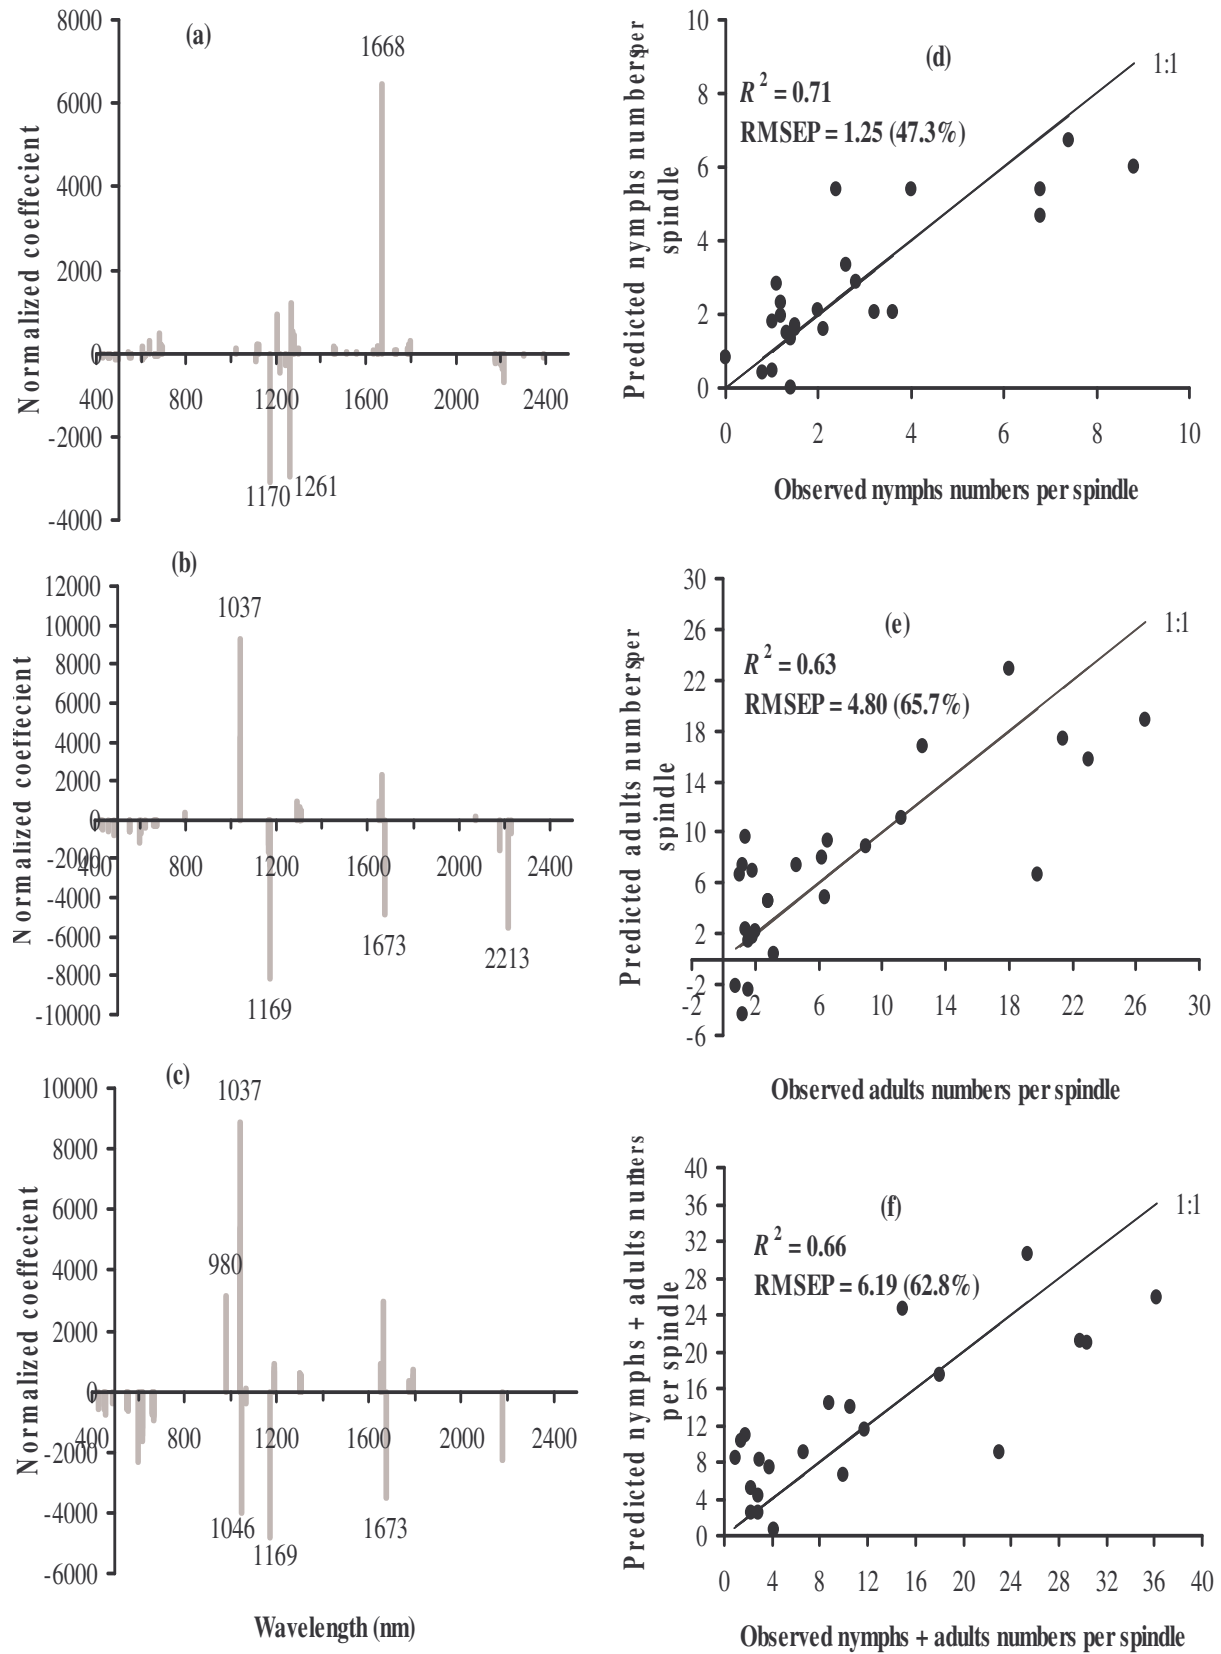 (a)
Normalized coeffecient
8000
6000
4000
2000
0
-2000
-4000
400 800 1200 1600 2000 2400
1668
1170
1261
(d)
Predicted nymphs numbers per
spindle
R² = 0.71
RMSEP = 1.25 (47.3%)
1:1
10
8
6
4
2
0
0 2 4 6 8 10
Observed nymphs numbers per spindle
(b)
Normalized coeffecient
12000
10000
8000
6000
4000
2000
0
-2000
-4000
-6000
-8000
-10000
400 800 1200 1600 2000 2400
1037
1169
1673
2213
(e)
Predicted adults numbers per
spindle
R² = 0.63
RMSEP = 4.80 (65.7%)
1:1
30
26
22
18
14
10
6
2
-2
-6
-2 2 6 10 14 18 22 26 30
Observed adults numbers per spindle
(c)
Normalized coeffecient
10000
8000
6000
4000
2000
0
-2000
-4000
-6000
400 800 1200 1600 2000 2400
1037
980
1046
1169
1673
Wavelength (nm)
(f)
Predicted nymphs + adults numers
per spindle
R² = 0.66
RMSEP = 6.19 (62.8%)
1:1
40
36
32
28
24
20
16
12
8
4
0
0 4 8 12 16 20 24 28 32 36 40
Observed nymphs + adults numbers per spindle